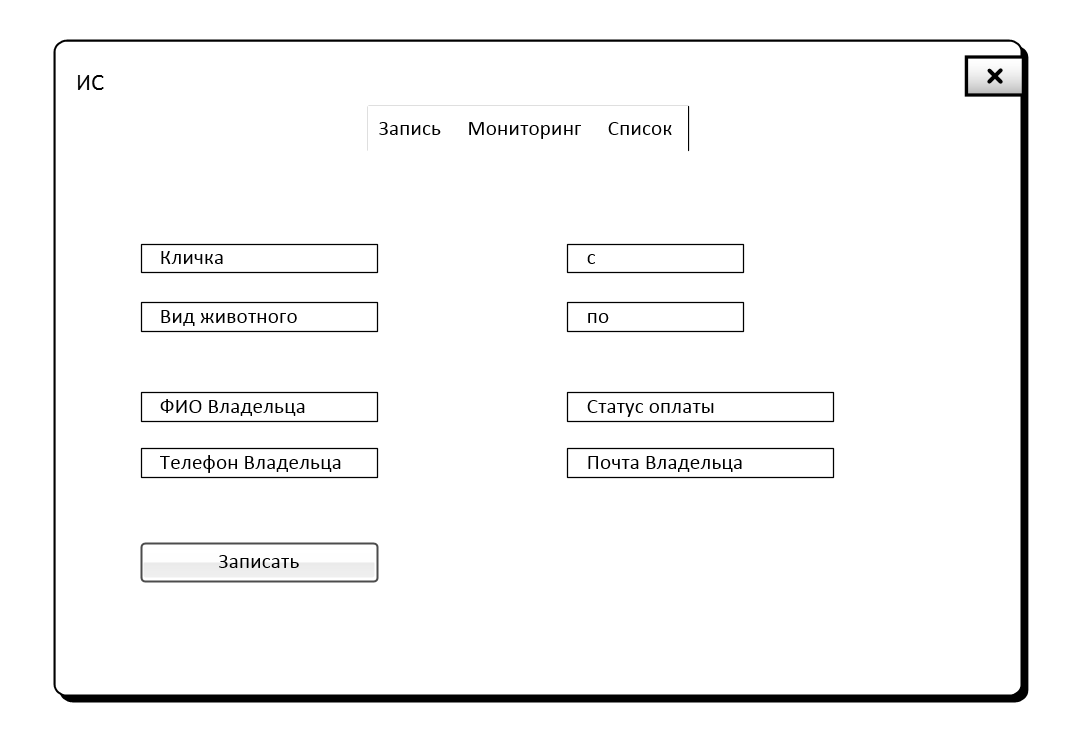 ИС
Запись Мониторинг Список
Кличка
с
Вид животного
по
ФИО Владельца
Статус оплаты
Телефон Владельца
Почта Владельца
Записать